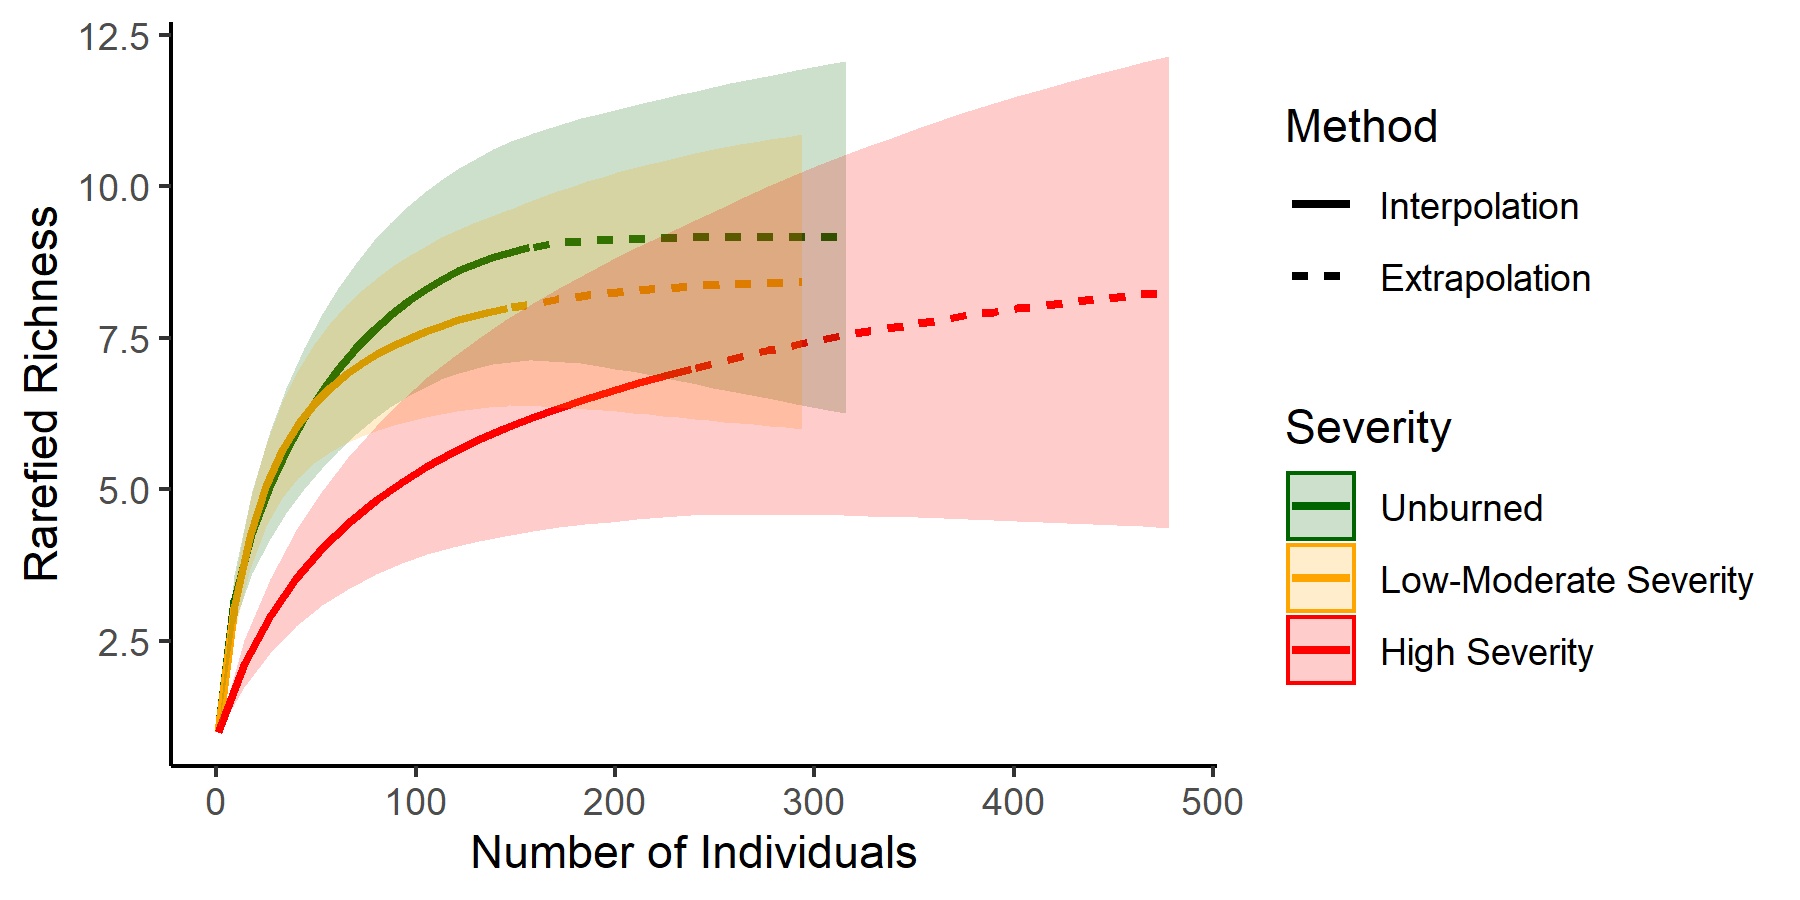 12.5
10.0
7.5
5.0
2.5
Rarefied Richness
0 100 200 300 400 500
Number of Individuals
Method
Interpolation
Extrapolation
Severity
Unburned
Low-Moderate Severity
High Severity